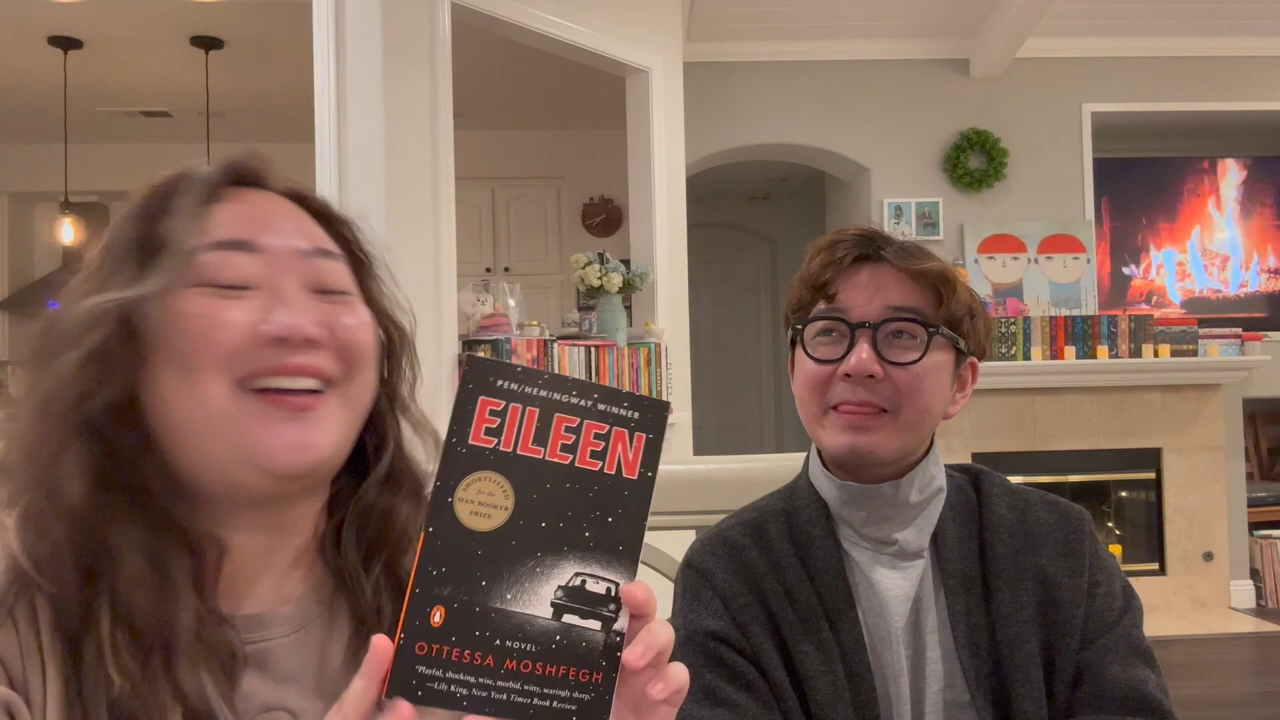 PEN/HEMINGWAY WINNER
EILEEN
SHORTLISTED
for the
MAN BOOKER
PRIZE
A NOVEL
OTTESSA MOSHFEGH
"Playful, shocking, wise, morbid, witty, searingly sharp."
—Lily King, New York Times Book Review